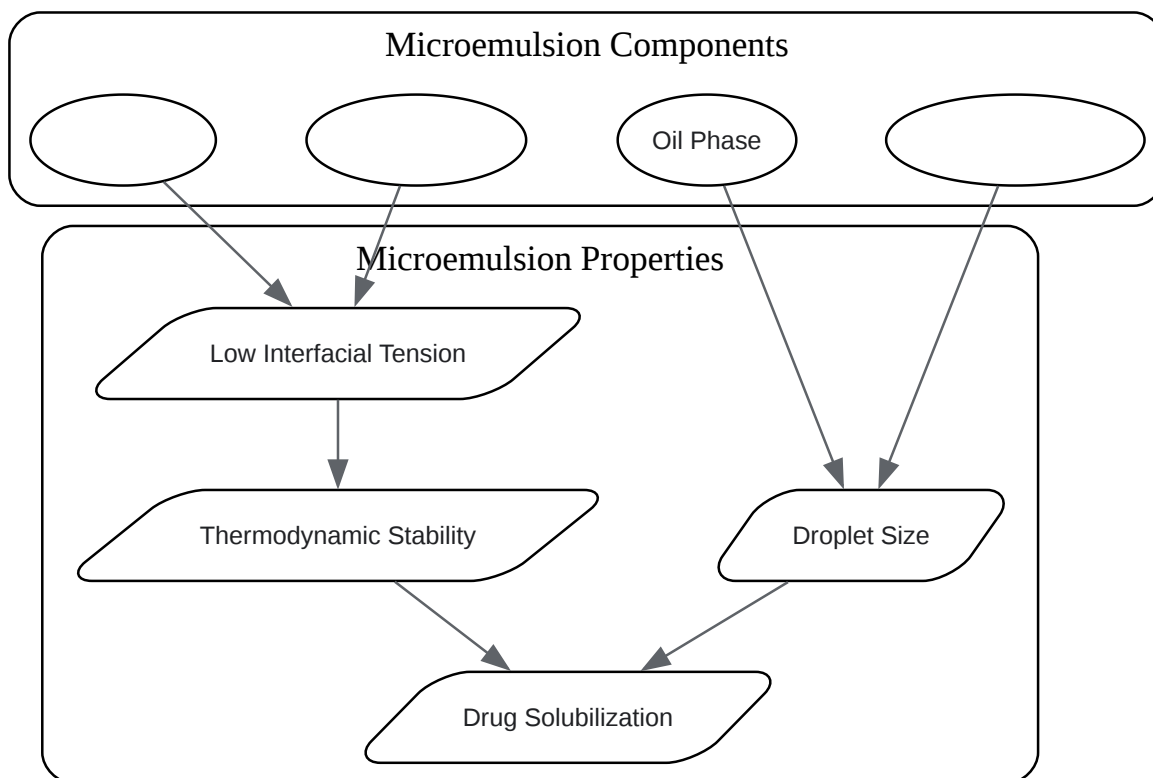 Microemulsion Components
Oil Phase
Microemulsion Properties
Low Interfacial Tension
Thermodynamic Stability
Droplet Size
Drug Solubilization